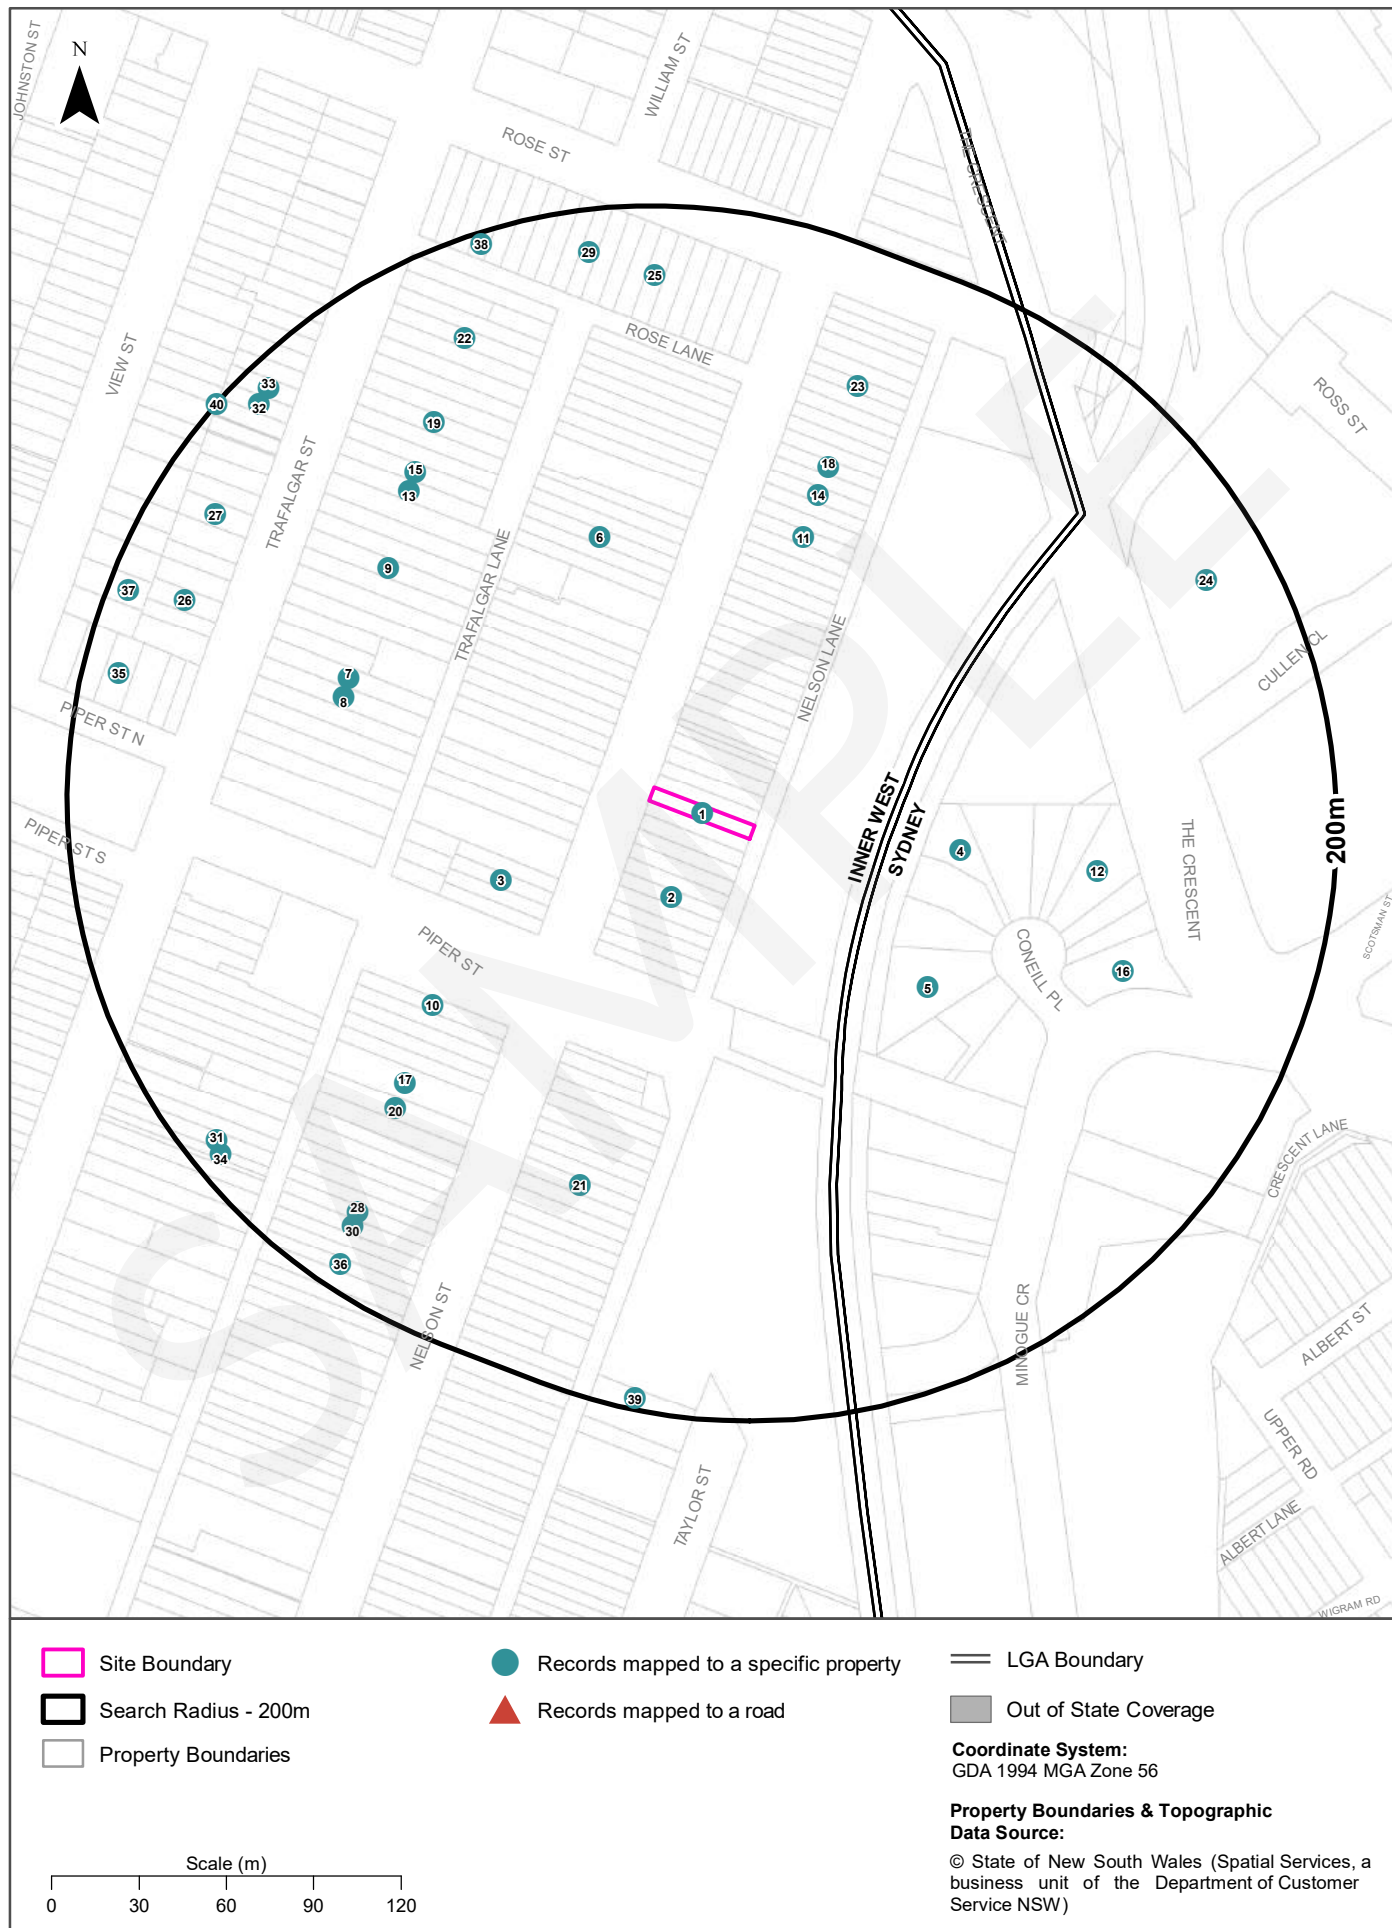 JOHNSTON ST
N
WILLIAM ST
ROSE ST
THE CRESCENT
38
29
25
22
ROSE LANE
VIEW ST
33
40
32
23
ROSS ST
19
TRAFALGAR ST
15
13
18
14
27
TRAFALGAR LANE
6
11
9
24
37
26
NELSON LANE
CULLEN CL
35
7
8
PIPER ST N
1
INNER WEST
SYDNEY
200m
PIPER ST S
4
THE CRESCENT
12
3
2
SCOTSMAN ST
PIPER ST
CONEILL PL
16
5
10
17
20
31
34
CRESCENT LANE
21
28
30
36
NELSON ST
MINOGUE CR
ALBERT ST
39
UPPER RD
TAYLOR ST
ALBERT LANE
WIGRAM RD
SAMPLE
Site Boundary
Search Radius - 200m
Property Boundaries
Records mapped to a specific property
Records mapped to a road
LGA Boundary
Out of State Coverage
Coordinate System:
GDA 1994 MGA Zone 56
Property Boundaries & Topographic
Data Source:
© State of New South Wales (Spatial Services, a
business unit of the Department of Customer
Service NSW)
Scale (m)
0 30 60 90 120